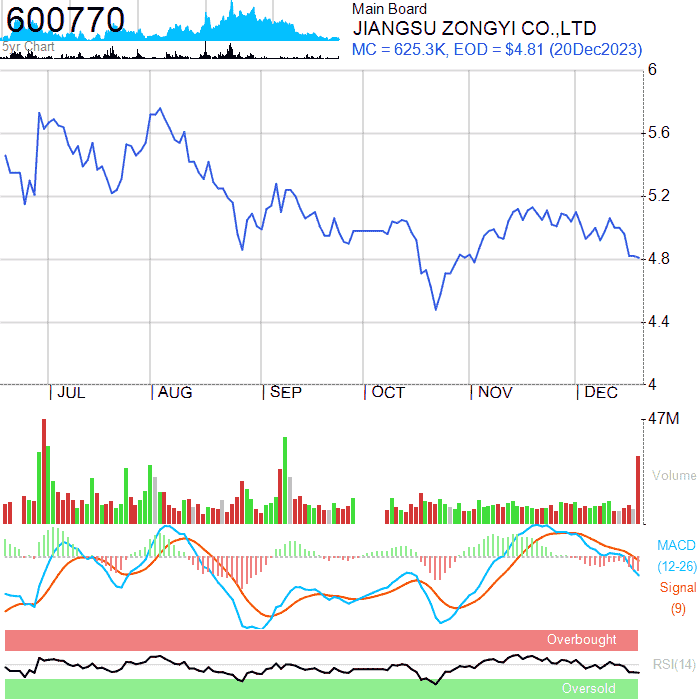 600770
5yr Chart
Main Board
JIANGSU ZONGYI CO.,LTD
MC = 625.3K, EOD = $4.81 (20Dec2023)
6
5.6
5.2
4.8
4.4
4
JUL AUG SEP OCT NOV DEC
47M
Volume
MACD
(12-26)
Signal
(9)
Overbought
RSI(14)
Oversold